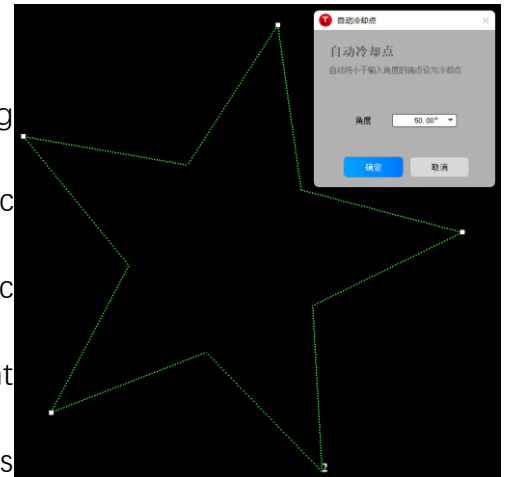 自动冷却点
自动冷却点
自动将小于输入角度的端点设为冷却点
角度 50.00°
确定 取消
g
c
c
nt
s
2